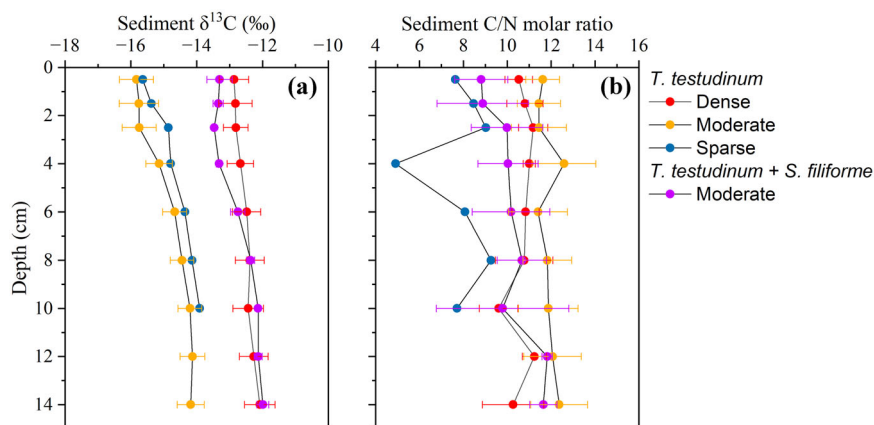 Sediment δ¹³C (‰)
Sediment C/N molar ratio
−18 −16 −14 −12 −10
4 6 8 10 12 14 16
0
2
4
6
8
10
12
14
Depth (cm)
(a)
(b)
T. testudinum
Dense
Moderate
Sparse
T. testudinum + S. filiforme
Moderate